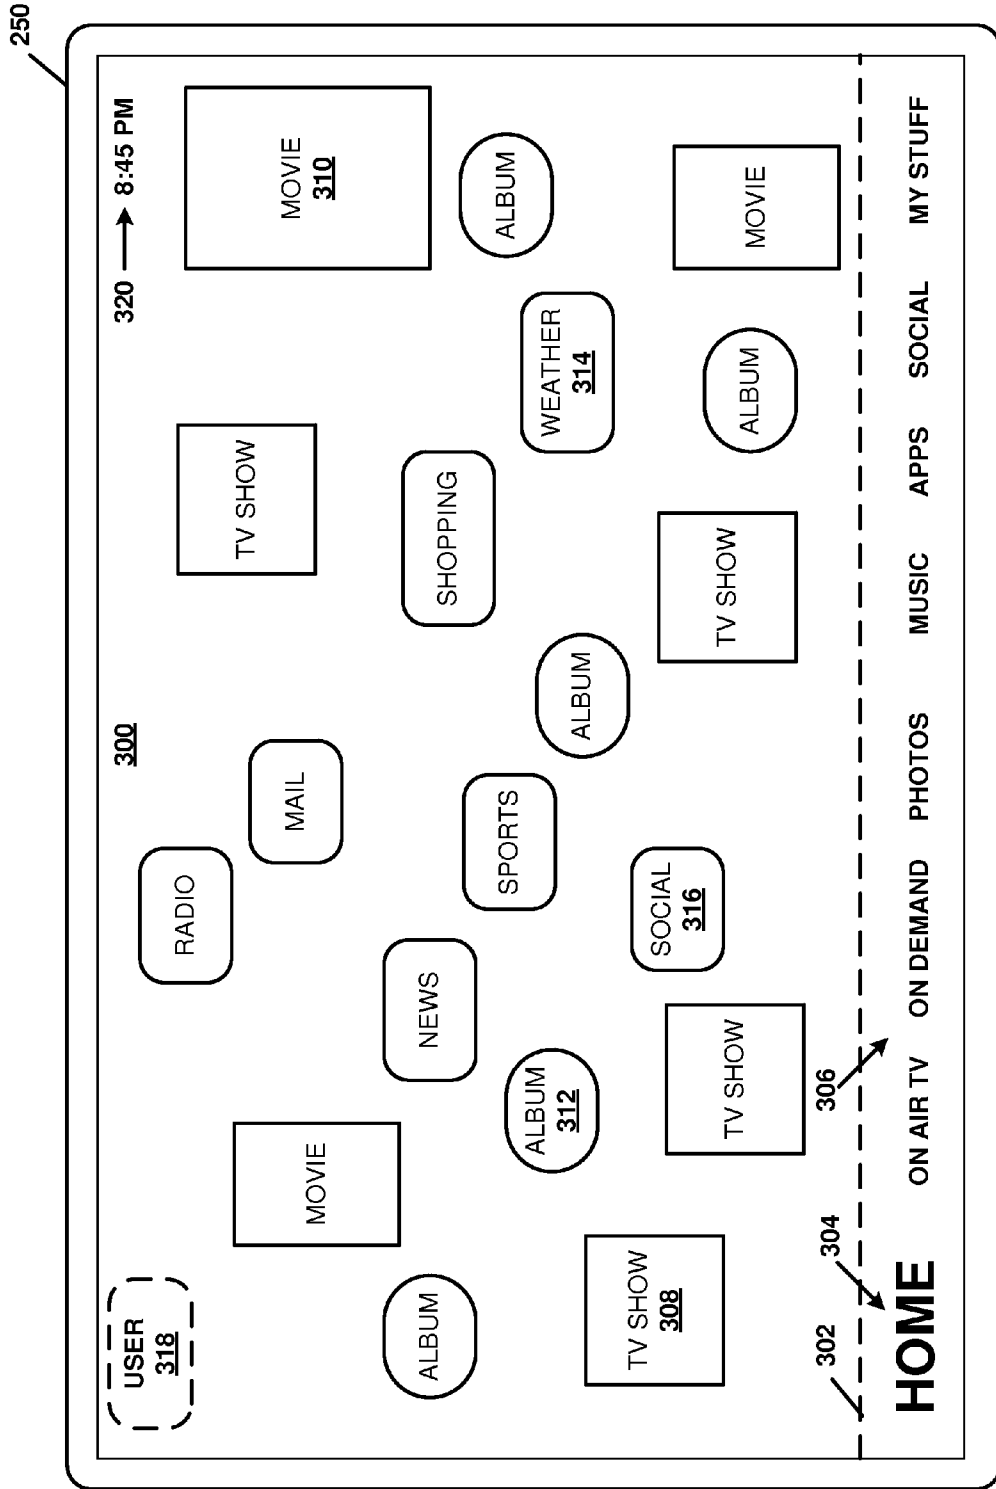 250
USER
318
300
320
8:45 PM
RADIO
TV SHOW
MOVIE
310
MOVIE
MAIL
ALBUM
NEWS
SHOPPING
SPORTS
ALBUM
ALBUM
312
ALBUM
WEATHER
314
TV SHOW
308
SOCIAL
316
TV SHOW
TV SHOW
ALBUM
MOVIE
302
304
306
HOME
ON AIR TV
ON DEMAND
PHOTOS
MUSIC
APPS
SOCIAL
MY STUFF